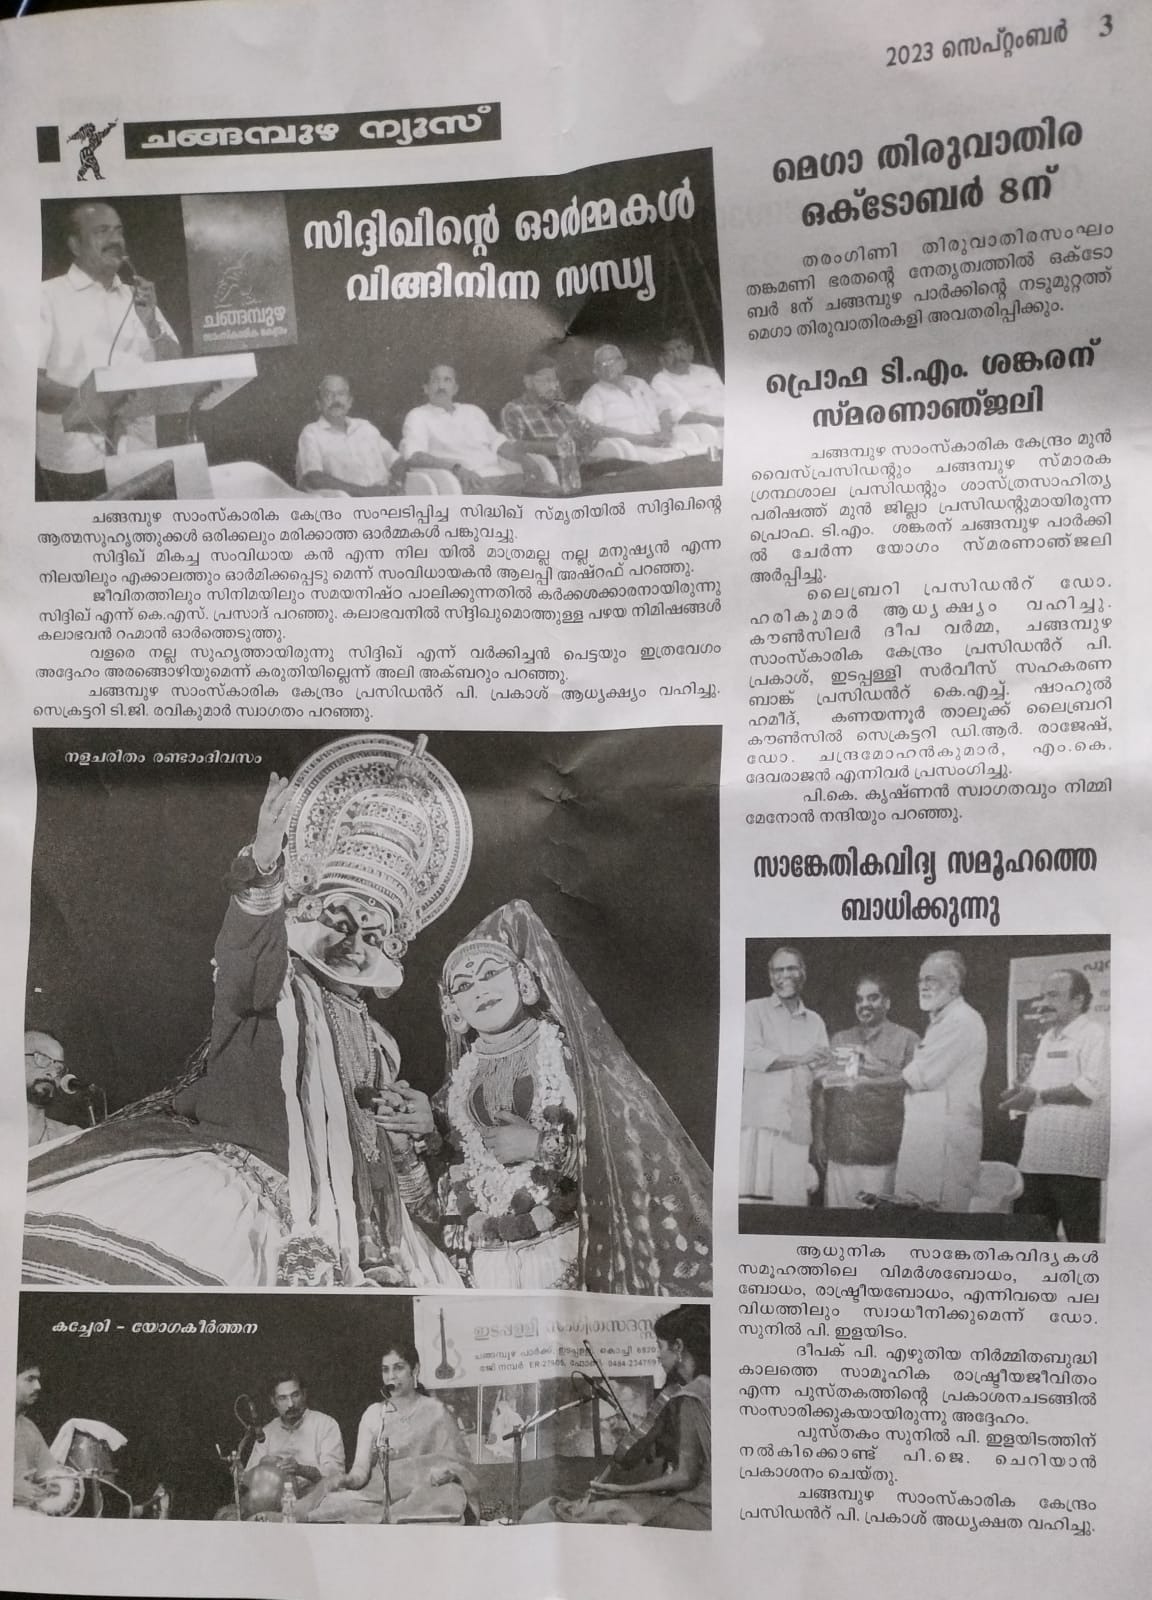 2023 സെപ്റ്റംബർ 3
ചങ്ങമ്പുഴ ന്യൂസ്
സിദ്ദിഖിന്റെ ഓർമ്മകൾ
വിങ്ങിനിന്ന സന്ധ്യ
ചങ്ങമ്പുഴ
സാംസ്കാരിക കേന്ദ്രം
ചങ്ങമ്പുഴ സാംസ്കാരിക കേന്ദ്രം സംഘടിപ്പിച്ച സിദ്ധിഖ് സ്മൃതിയിൽ സിദ്ദിഖിന്റെ
ആത്മസുഹൃത്തുക്കൾ ഒരിക്കലും മരിക്കാത്ത ഓർമ്മകൾ പങ്കുവച്ചു.
സിദ്ദിഖ് മികച്ച സംവിധായ കൻ എന്ന നില യിൽ മാത്രമല്ല നല്ല മനുഷ്യൻ എന്ന
നിലയിലും എക്കാലത്തും ഓർമിക്കപ്പെടു മെന്ന് സംവിധായകൻ ആലപ്പി അഷ്റഫ് പറഞ്ഞു.
ജീവിതത്തിലും സിനിമയിലും സമയനിഷ്ഠ പാലിക്കുന്നതിൽ കർക്കശക്കാരനായിരുന്നു
സിദ്ദിഖ് എന്ന് കെ.എസ്. പ്രസാദ് പറഞ്ഞു. കലാഭവനിൽ സിദ്ദിഖുമൊത്തുള്ള പഴയ നിമിഷങ്ങൾ
കലാഭവൻ റഹ്മാൻ ഓർത്തെടുത്തു.
വളരെ നല്ല സുഹൃത്തായിരുന്നു സിദ്ദിഖ് എന്ന് വർക്കിച്ചൻ പെട്ടയും ഇത്രവേഗം
അദ്ദേഹം അരങ്ങൊഴിയുമെന്ന് കരുതിയില്ലെന്ന് അലി അക്ബറും പറഞ്ഞു.
ചങ്ങമ്പുഴ സാംസ്കാരിക കേന്ദ്രം പ്രസിഡൻറ് പി. പ്രകാശ് ആധ്യക്ഷ്യം വഹിച്ചു.
സെക്രട്ടറി ടി.ജി. രവികുമാർ സ്വാഗതം പറഞ്ഞു.
നളചരിതം രണ്ടാംദിവസം
കച്ചേരി - യോഗകീർത്തന
ഇടപ്പള്ളി സംഗീതസദസ്സ്
ചങ്ങമ്പുഴ പാർക്ക്, ഇടപ്പള്ളി, കൊച്ചി
മെഗാ തിരുവാതിര
ഒക്ടോബർ 8ന്
തരംഗിണി തിരുവാതിരസംഘം
തങ്കമണി ഭരതന്റെ നേതൃത്വത്തിൽ ഒക്ടോ
ബർ 8ന് ചങ്ങമ്പുഴ പാർക്കിന്റെ നടുമുറ്റത്ത്
മെഗാ തിരുവാതിരകളി അവതരിപ്പിക്കും.
പ്രൊഫ ടി.എം. ശങ്കരന്
സ്മരണാഞ്ജലി
ചങ്ങമ്പുഴ സാംസ്കാരിക കേന്ദ്രം മുൻ
വൈസ്പ്രസിഡന്റും ചങ്ങമ്പുഴ സ്മാരക
ഗ്രന്ഥശാല പ്രസിഡന്റും ശാസ്ത്രസാഹിത്യ
പരിഷത്ത് മുൻ ജില്ലാ പ്രസിഡന്റുമായിരുന്ന
പ്രൊഫ. ടി.എം. ശങ്കരന് ചങ്ങമ്പുഴ പാർക്കി
ൽ ചേർന്ന യോഗം സ്മരണാഞ്ജലി
അർപ്പിച്ചു.
ലൈബ്രറി പ്രസിഡൻറ് ഡോ.
ഹരികുമാർ ആധ്യക്ഷ്യം വഹിച്ചു.
കൗൺസിലർ ദീപ വർമ്മ, ചങ്ങമ്പുഴ
സാംസ്കാരിക കേന്ദ്രം പ്രസിഡൻറ് പി.
പ്രകാശ്, ഇടപ്പള്ളി സർവീസ് സഹകരണ
ബാങ്ക് പ്രസിഡൻറ് കെ.എച്ച്. ഷാഹുൽ
ഹമീദ്, കണയന്നൂർ താലൂക്ക് ലൈബ്രറി
കൗൺസിൽ സെക്രട്ടറി ഡി.ആർ. രാജേഷ്,
ഡോ. ചന്ദ്രമോഹൻകുമാർ, എം.കെ.
ദേവരാജൻ എന്നിവർ പ്രസംഗിച്ചു.
പി.കെ. കൃഷ്ണൻ സ്വാഗതവും നിമ്മി
മേനോൻ നന്ദിയും പറഞ്ഞു.
സാങ്കേതികവിദ്യ സമൂഹത്തെ
ബാധിക്കുന്നു
ആധുനിക സാങ്കേതികവിദ്യകൾ
സമൂഹത്തിലെ വിമർശബോധം, ചരിത്ര
ബോധം, രാഷ്ട്രീയബോധം, എന്നിവയെ പല
വിധത്തിലും സ്വാധീനിക്കുമെന്ന് ഡോ.
സുനിൽ പി. ഇളയിടം.
ദീപക് പി. എഴുതിയ നിർമ്മിതബുദ്ധി
കാലത്തെ സാമൂഹിക രാഷ്ട്രീയജീവിതം
എന്ന പുസ്തകത്തിന്റെ പ്രകാശനചടങ്ങിൽ
സംസാരിക്കുകയായിരുന്നു അദ്ദേഹം.
പുസ്തകം സുനിൽ പി. ഇളയിടത്തിന്
നൽകിക്കൊണ്ട് പി.ജെ. ചെറിയാൻ
പ്രകാശനം ചെയ്തു.
ചങ്ങമ്പുഴ സാംസ്കാരിക കേന്ദ്രം
പ്രസിഡൻറ് പി. പ്രകാശ് അധ്യക്ഷത വഹിച്ചു.